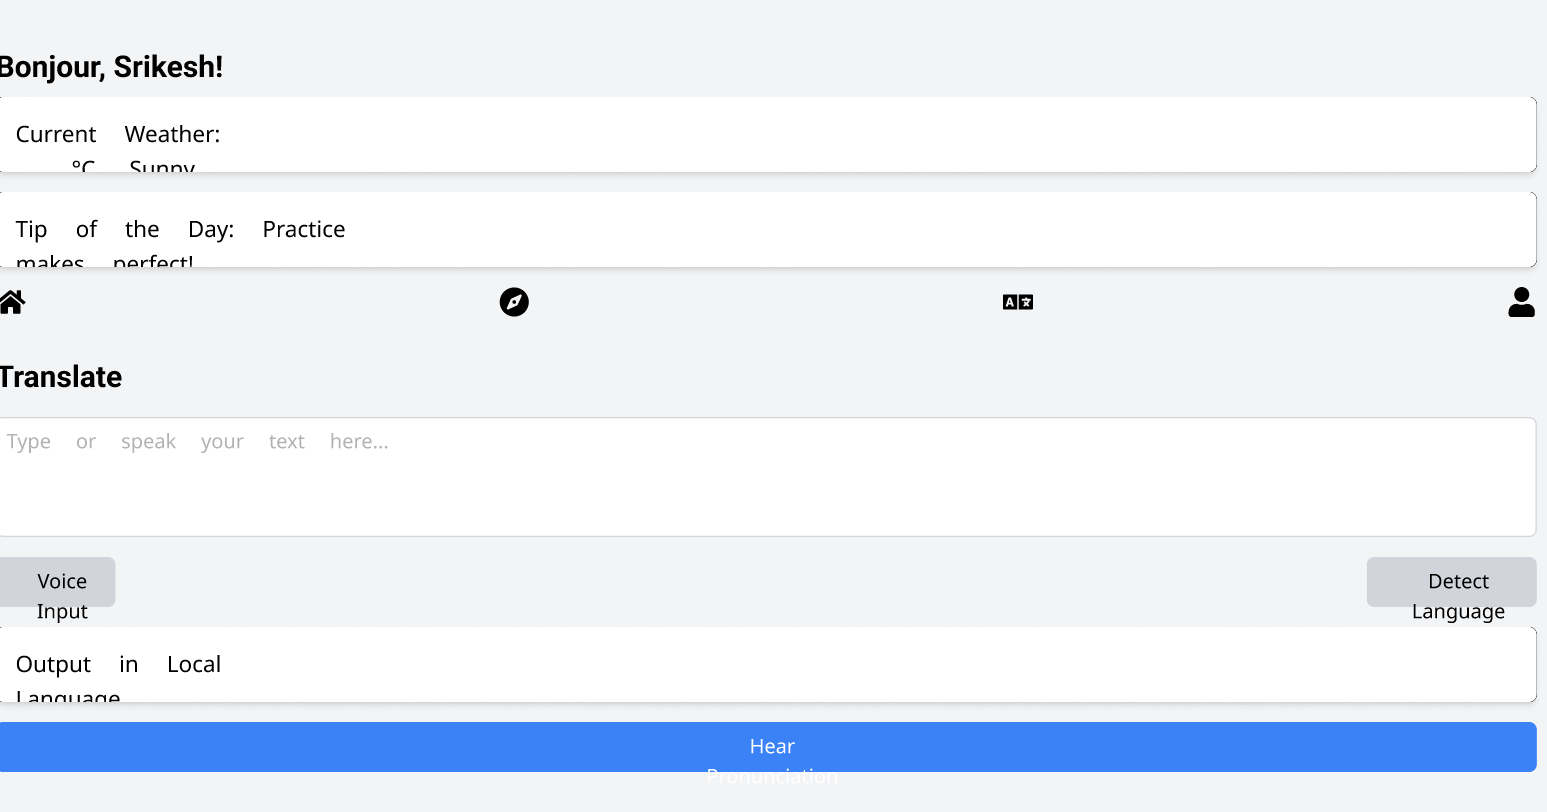 Bonjour, Srikesh!
Current Weather:
°C Sunny
Tip of the Day: Practice
makes perfect!
A
Translate
Type or speak your text here...
Voice
Input
Detect
Language
Output in Local
Language
Hear
Pronunciation